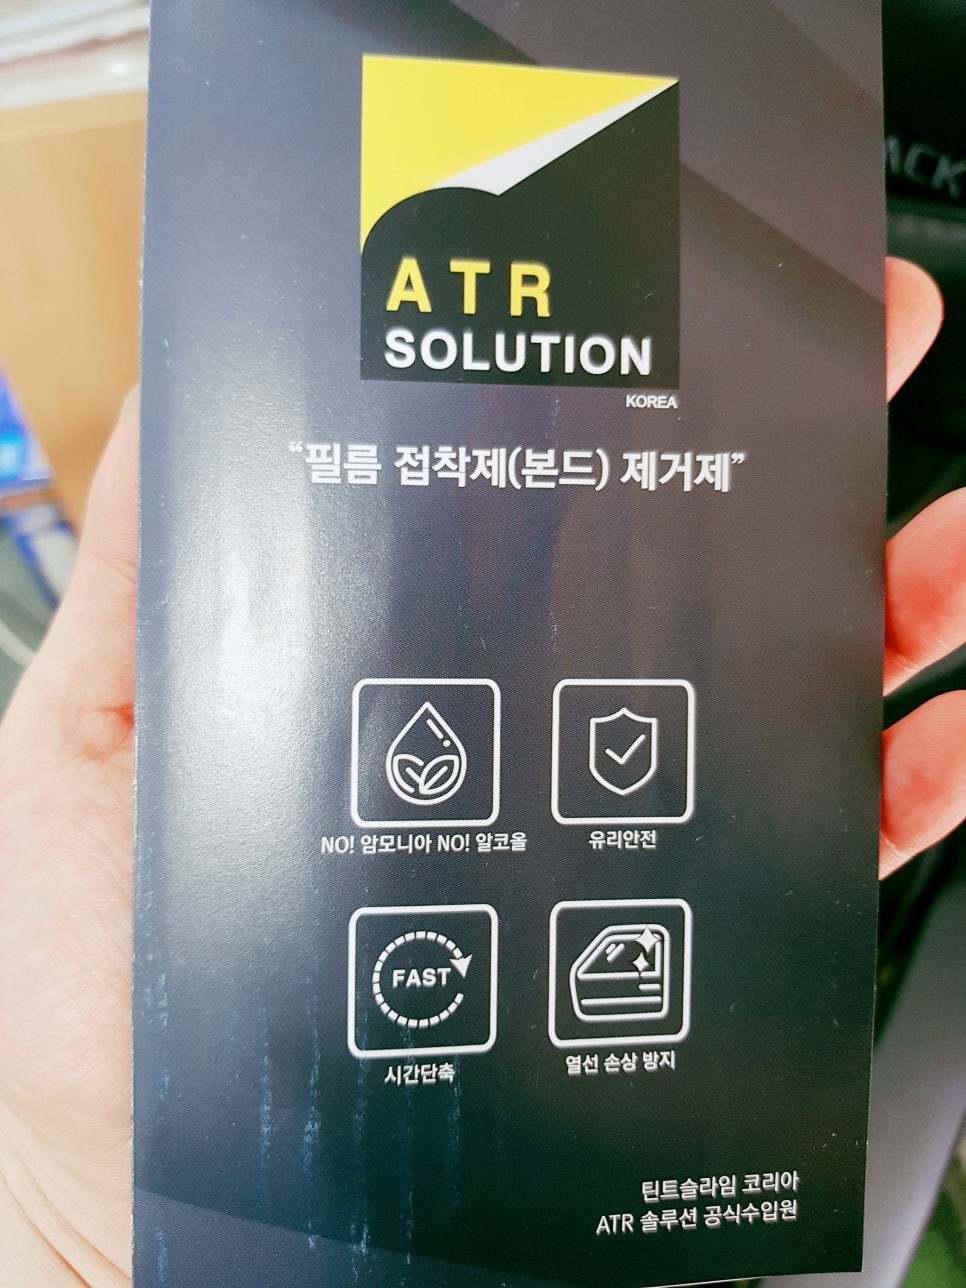 ACK
ATR
SOLUTION
KOREA
“필름 접착제(본드) 제거제”
NO! 암모니아 NO! 알코올
유리안전
FAST
시간단축
열선 손상 방지
틴트슬라임 코리아
ATR 솔루션 공식수입원